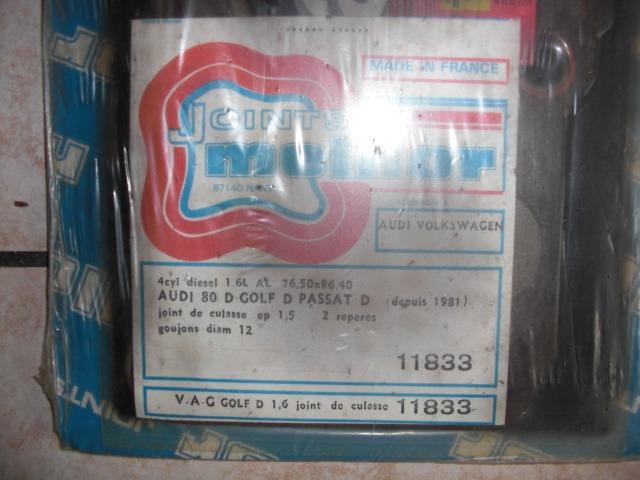 MADE IN FRANCE
JOINTS
meillor
87140
adaptable à
AUDI VOLKSWAGEN
4cyl diesel 1.6L AL 76,50x86,40
AUDI 80 D GOLF D PASSAT D (depuis 1981)
joint de culasse ep 1,5 2 reperes
goujons diam 12
11833
V.A.G GOLF D 1,6 joint de culasse 11833